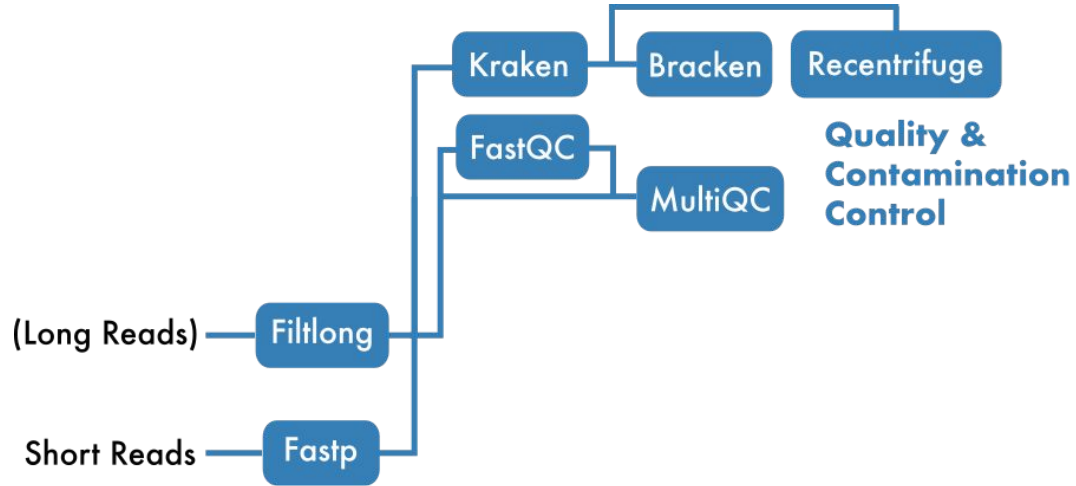 Kraken
Bracken
Recentrifuge
Quality &
Contamination
Control
FastQC
MultiQC
(Long Reads)
Filtlong
Short Reads
Fastp